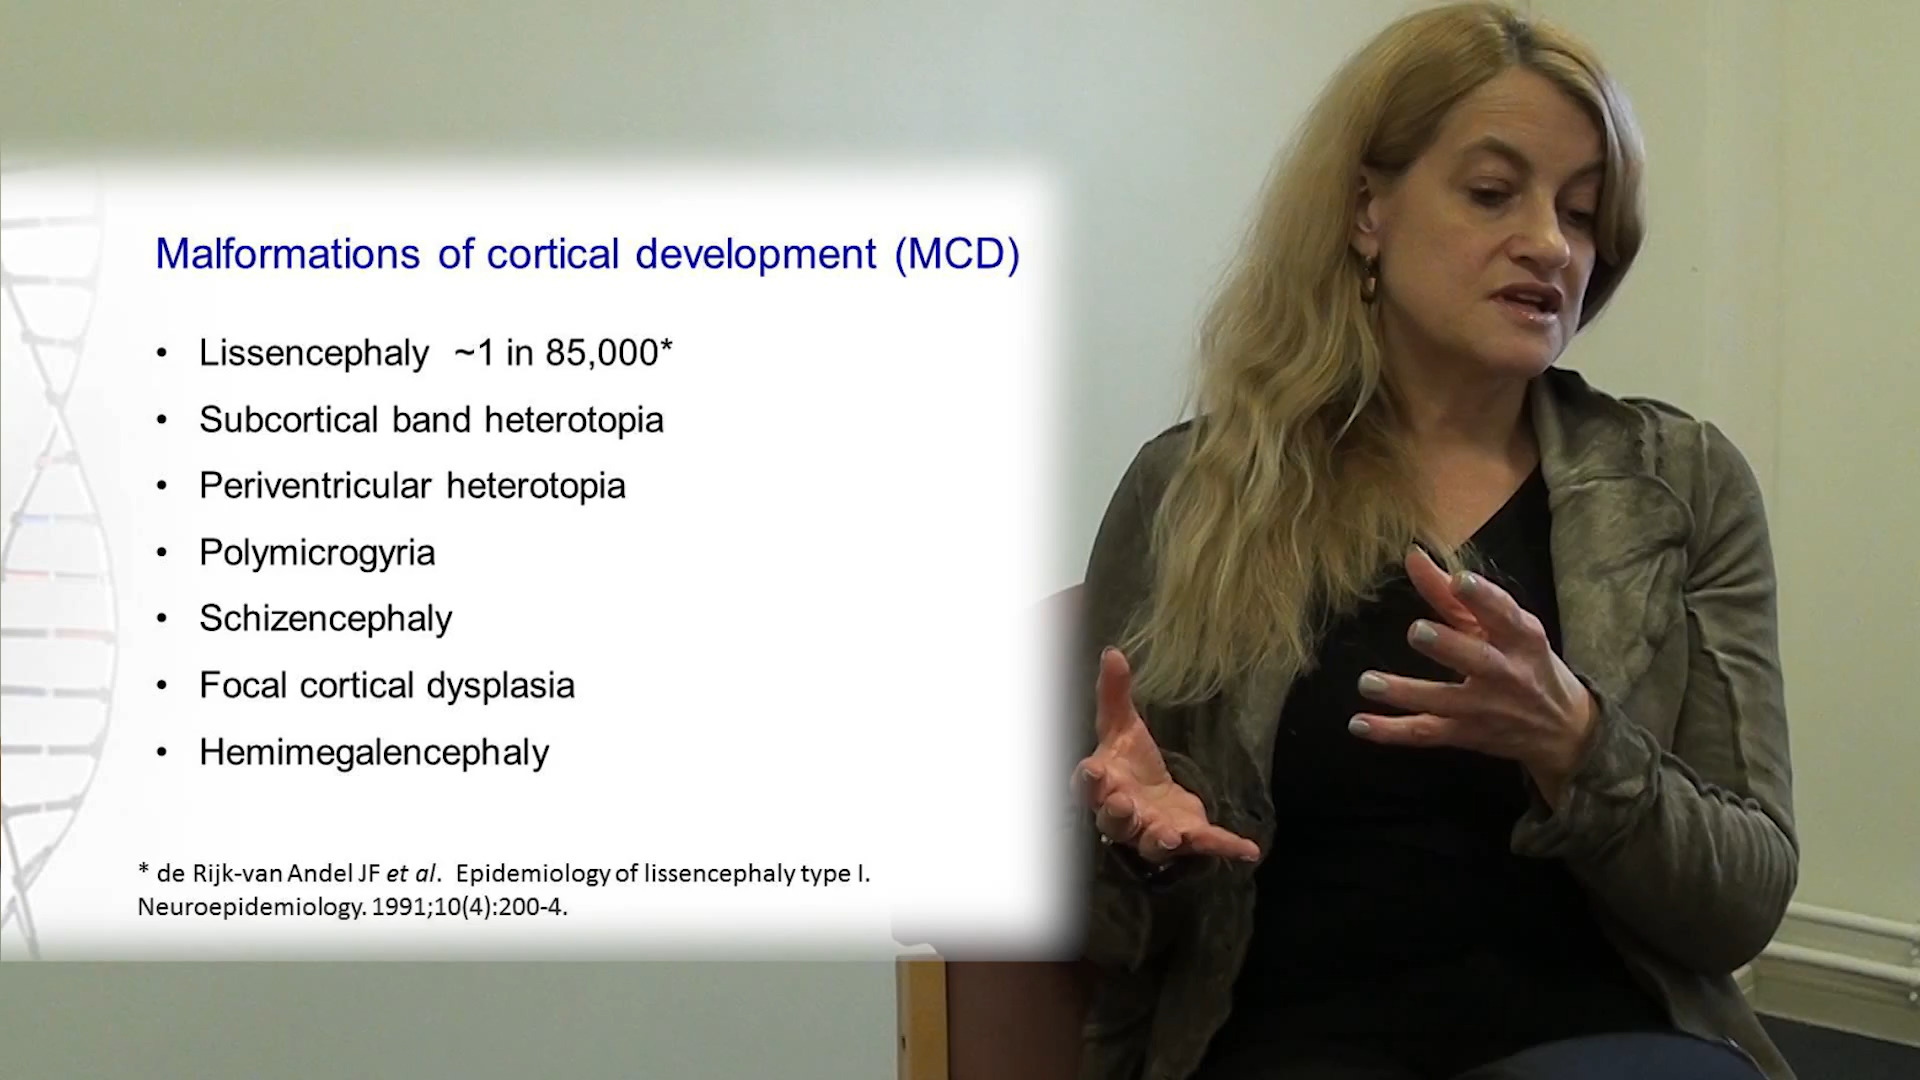 Malformations of cortical development (MCD)
• Lissencephaly ~1 in 85,000*
• Subcortical band heterotopia
• Periventricular heterotopia
• Polymicrogyria
• Schizencephaly
• Focal cortical dysplasia
• Hemimegalencephaly
* de Rijk-van Andel JF et al. Epidemiology of lissencephaly type I.
Neuroepidemiology. 1991;10(4):200-4.